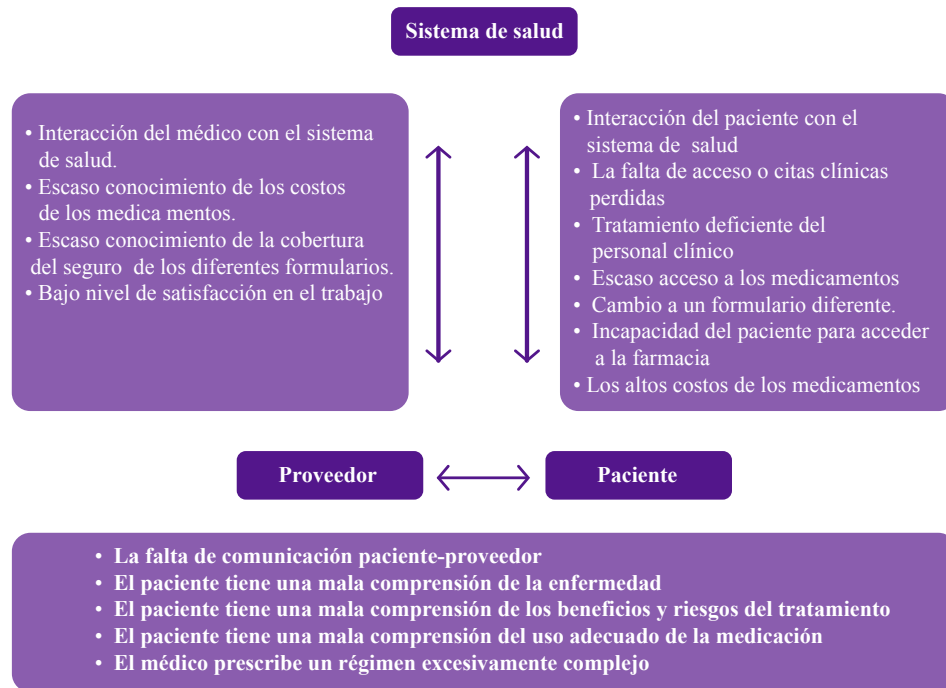 Sistema de salud
• Interacción del médico con el sistema
de salud.
• Escaso conocimiento de los costos
de los medica mentos.
• Escaso conocimiento de la cobertura
del seguro de los diferentes formularios.
• Bajo nivel de satisfacción en el trabajo
• Interacción del paciente con el
sistema de salud
• La falta de acceso o citas clínicas
perdidas
• Tratamiento deficiente del
personal clínico
• Escaso acceso a los medicamentos
• Cambio a un formulario diferente.
• Incapacidad del paciente para acceder
a la farmacia
• Los altos costos de los medicamentos
Proveedor
Paciente
• La falta de comunicación paciente-proveedor
• El paciente tiene una mala comprensión de la enfermedad
• El paciente tiene una mala comprensión de los beneficios y riesgos del tratamiento
• El paciente tiene una mala comprensión del uso adecuado de la medicación
• El médico prescribe un régimen excesivamente complejo